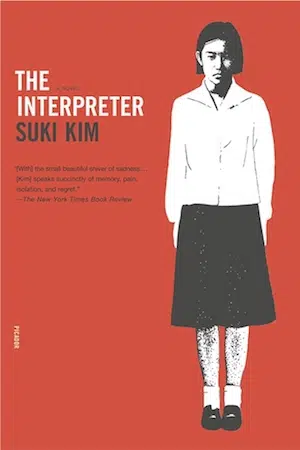 THE
A NOVEL
INTERPRETER
SUKI KIM
"[With] the small beautiful shiver of sadness...
[Kim] speaks succinctly of memory, pain,
isolation, and regret."
—The New York Times Book Review
PICADOR